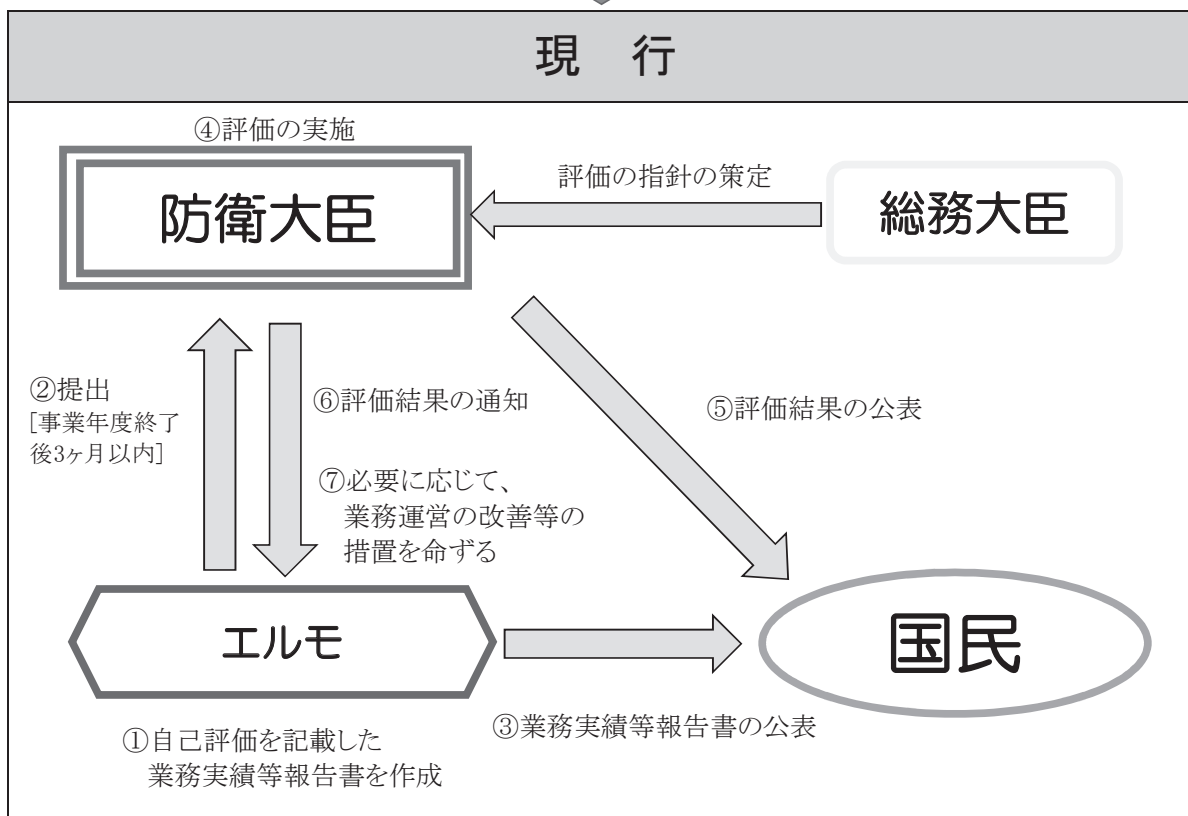 現 行
④評価の実施
防衛大臣
評価の指針の策定
総務大臣
②提出
[事業年度終了
後3ヶ月以内]
⑥評価結果の通知
⑤評価結果の公表
⑦必要に応じて、
業務運営の改善等の
措置を命ずる
エルモ
国民
③業務実績等報告書の公表
①自己評価を記載した
業務実績等報告書を作成